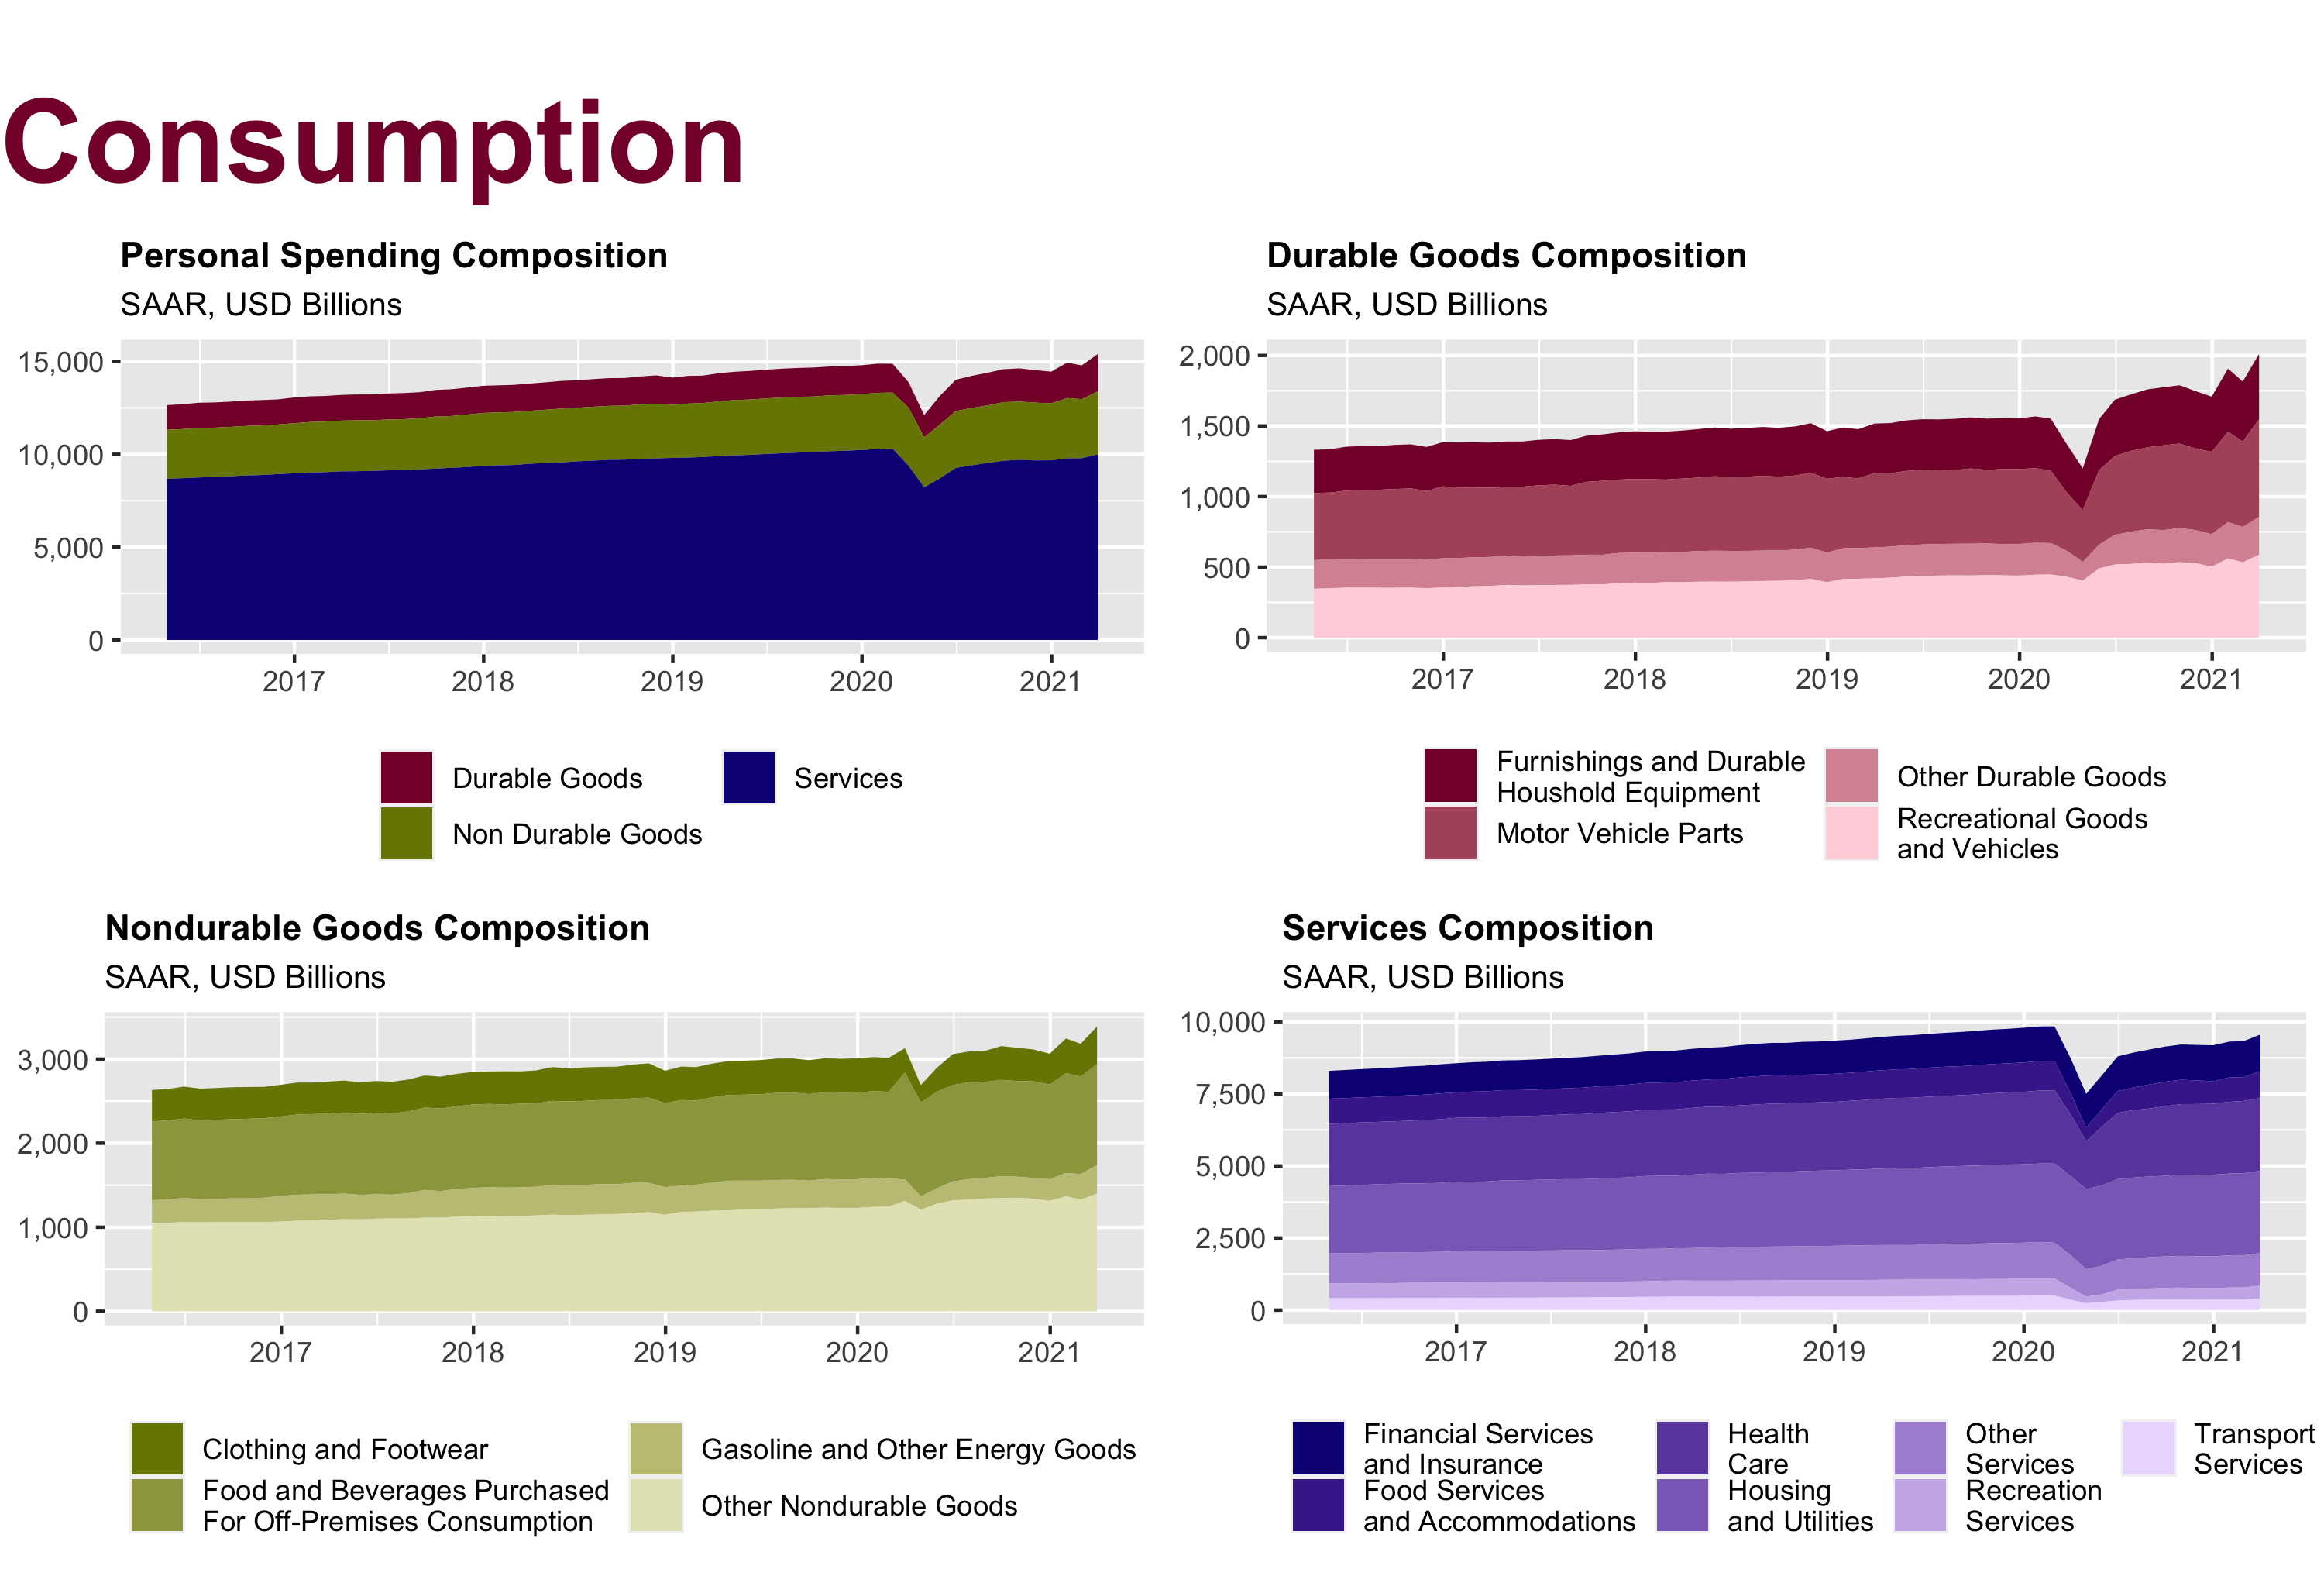 Consumption
Personal Spending Composition
SAAR, USD Billions
15,000
10,000
5,000
0
2017 2018 2019 2020 2021
Durable Goods
Services
Non Durable Goods
Durable Goods Composition
SAAR, USD Billions
2,000
1,500
1,000
500
0
2017 2018 2019 2020 2021
Furnishings and Durable
Houshold Equipment
Other Durable Goods
Motor Vehicle Parts
Recreational Goods
and Vehicles
Nondurable Goods Composition
SAAR, USD Billions
3,000
2,000
1,000
0
2017 2018 2019 2020 2021
Clothing and Footwear
Gasoline and Other Energy Goods
Food and Beverages Purchased
For Off-Premises Consumption
Other Nondurable Goods
Services Composition
SAAR, USD Billions
10,000
7,500
5,000
2,500
0
2017 2018 2019 2020 2021
Financial Services
and Insurance
Health
Care
Other
Services
Transport
Services
Food Services
and Accommodations
Housing
and Utilities
Recreation
Services